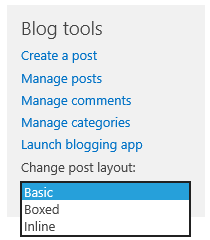 Blog tools
Create a post
Manage posts
Manage comments
Manage categories
Launch blogging app
Change post layout:
Basic
Boxed
Inline